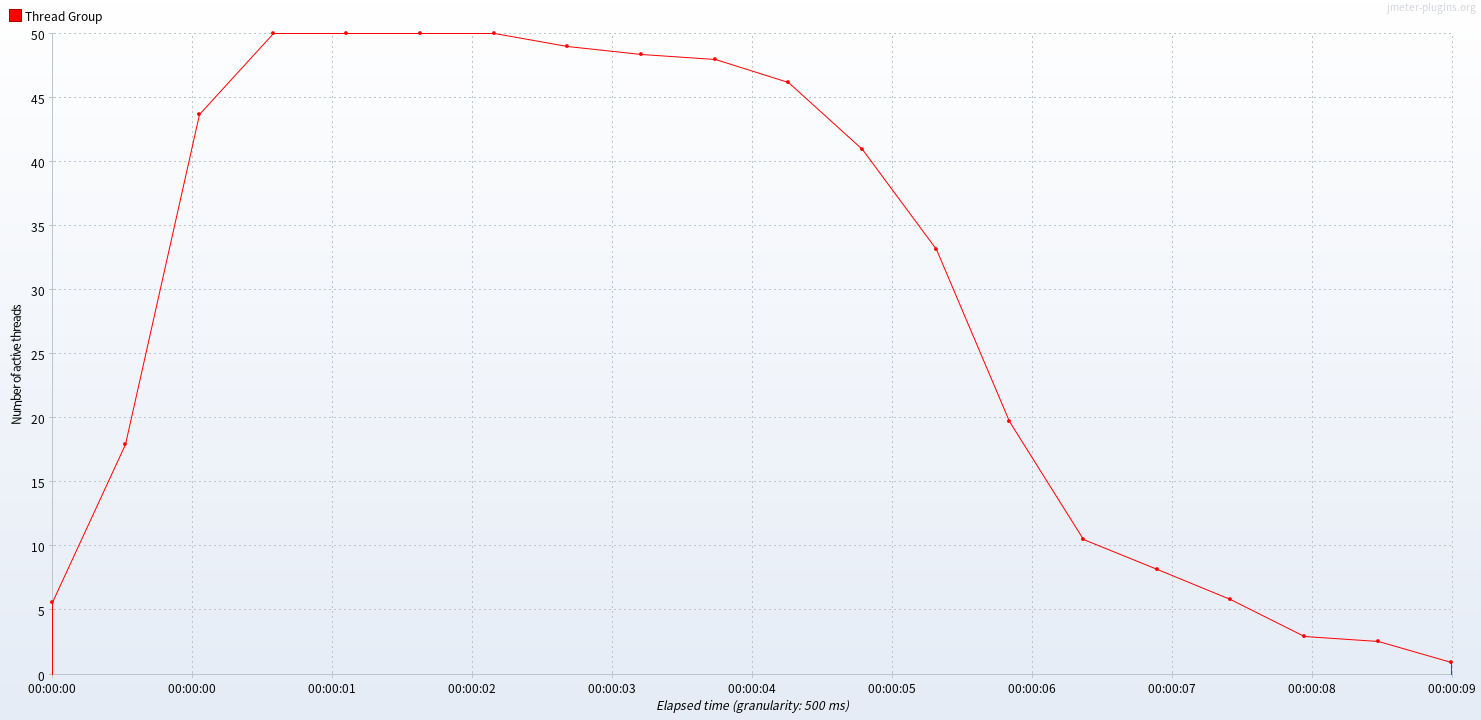 jmeter-plugins.org
Thread Group
50
45
40
35
30
25
20
15
10
5
0
Number of active threads
00:00:00 00:00:00 00:00:01 00:00:02 00:00:03 00:00:04 00:00:05 00:00:06 00:00:07 00:00:08 00:00:09
Elapsed time (granularity: 500 ms)